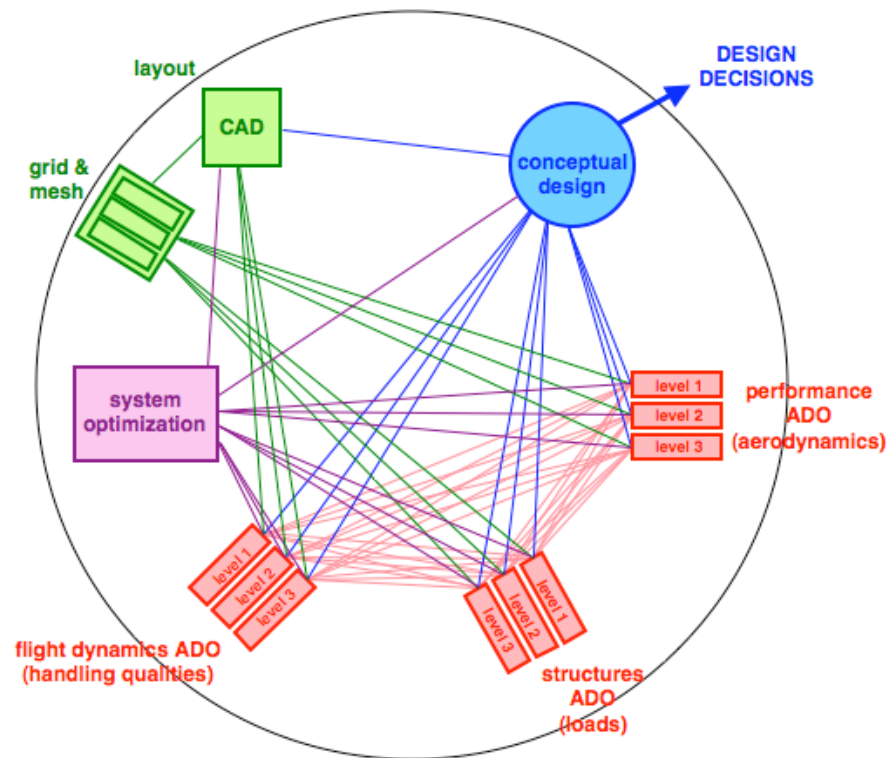 DESIGN
DECISIONS
layout
CAD
conceptual
design
grid &
mesh
system
optimization
level 1
level 2
level 3
performance
ADO
(aerodynamics)
level 1
level 2
level 3
flight dynamics ADO
(handling qualities)
level 3
level 2
level 1
structures
ADO
(loads)